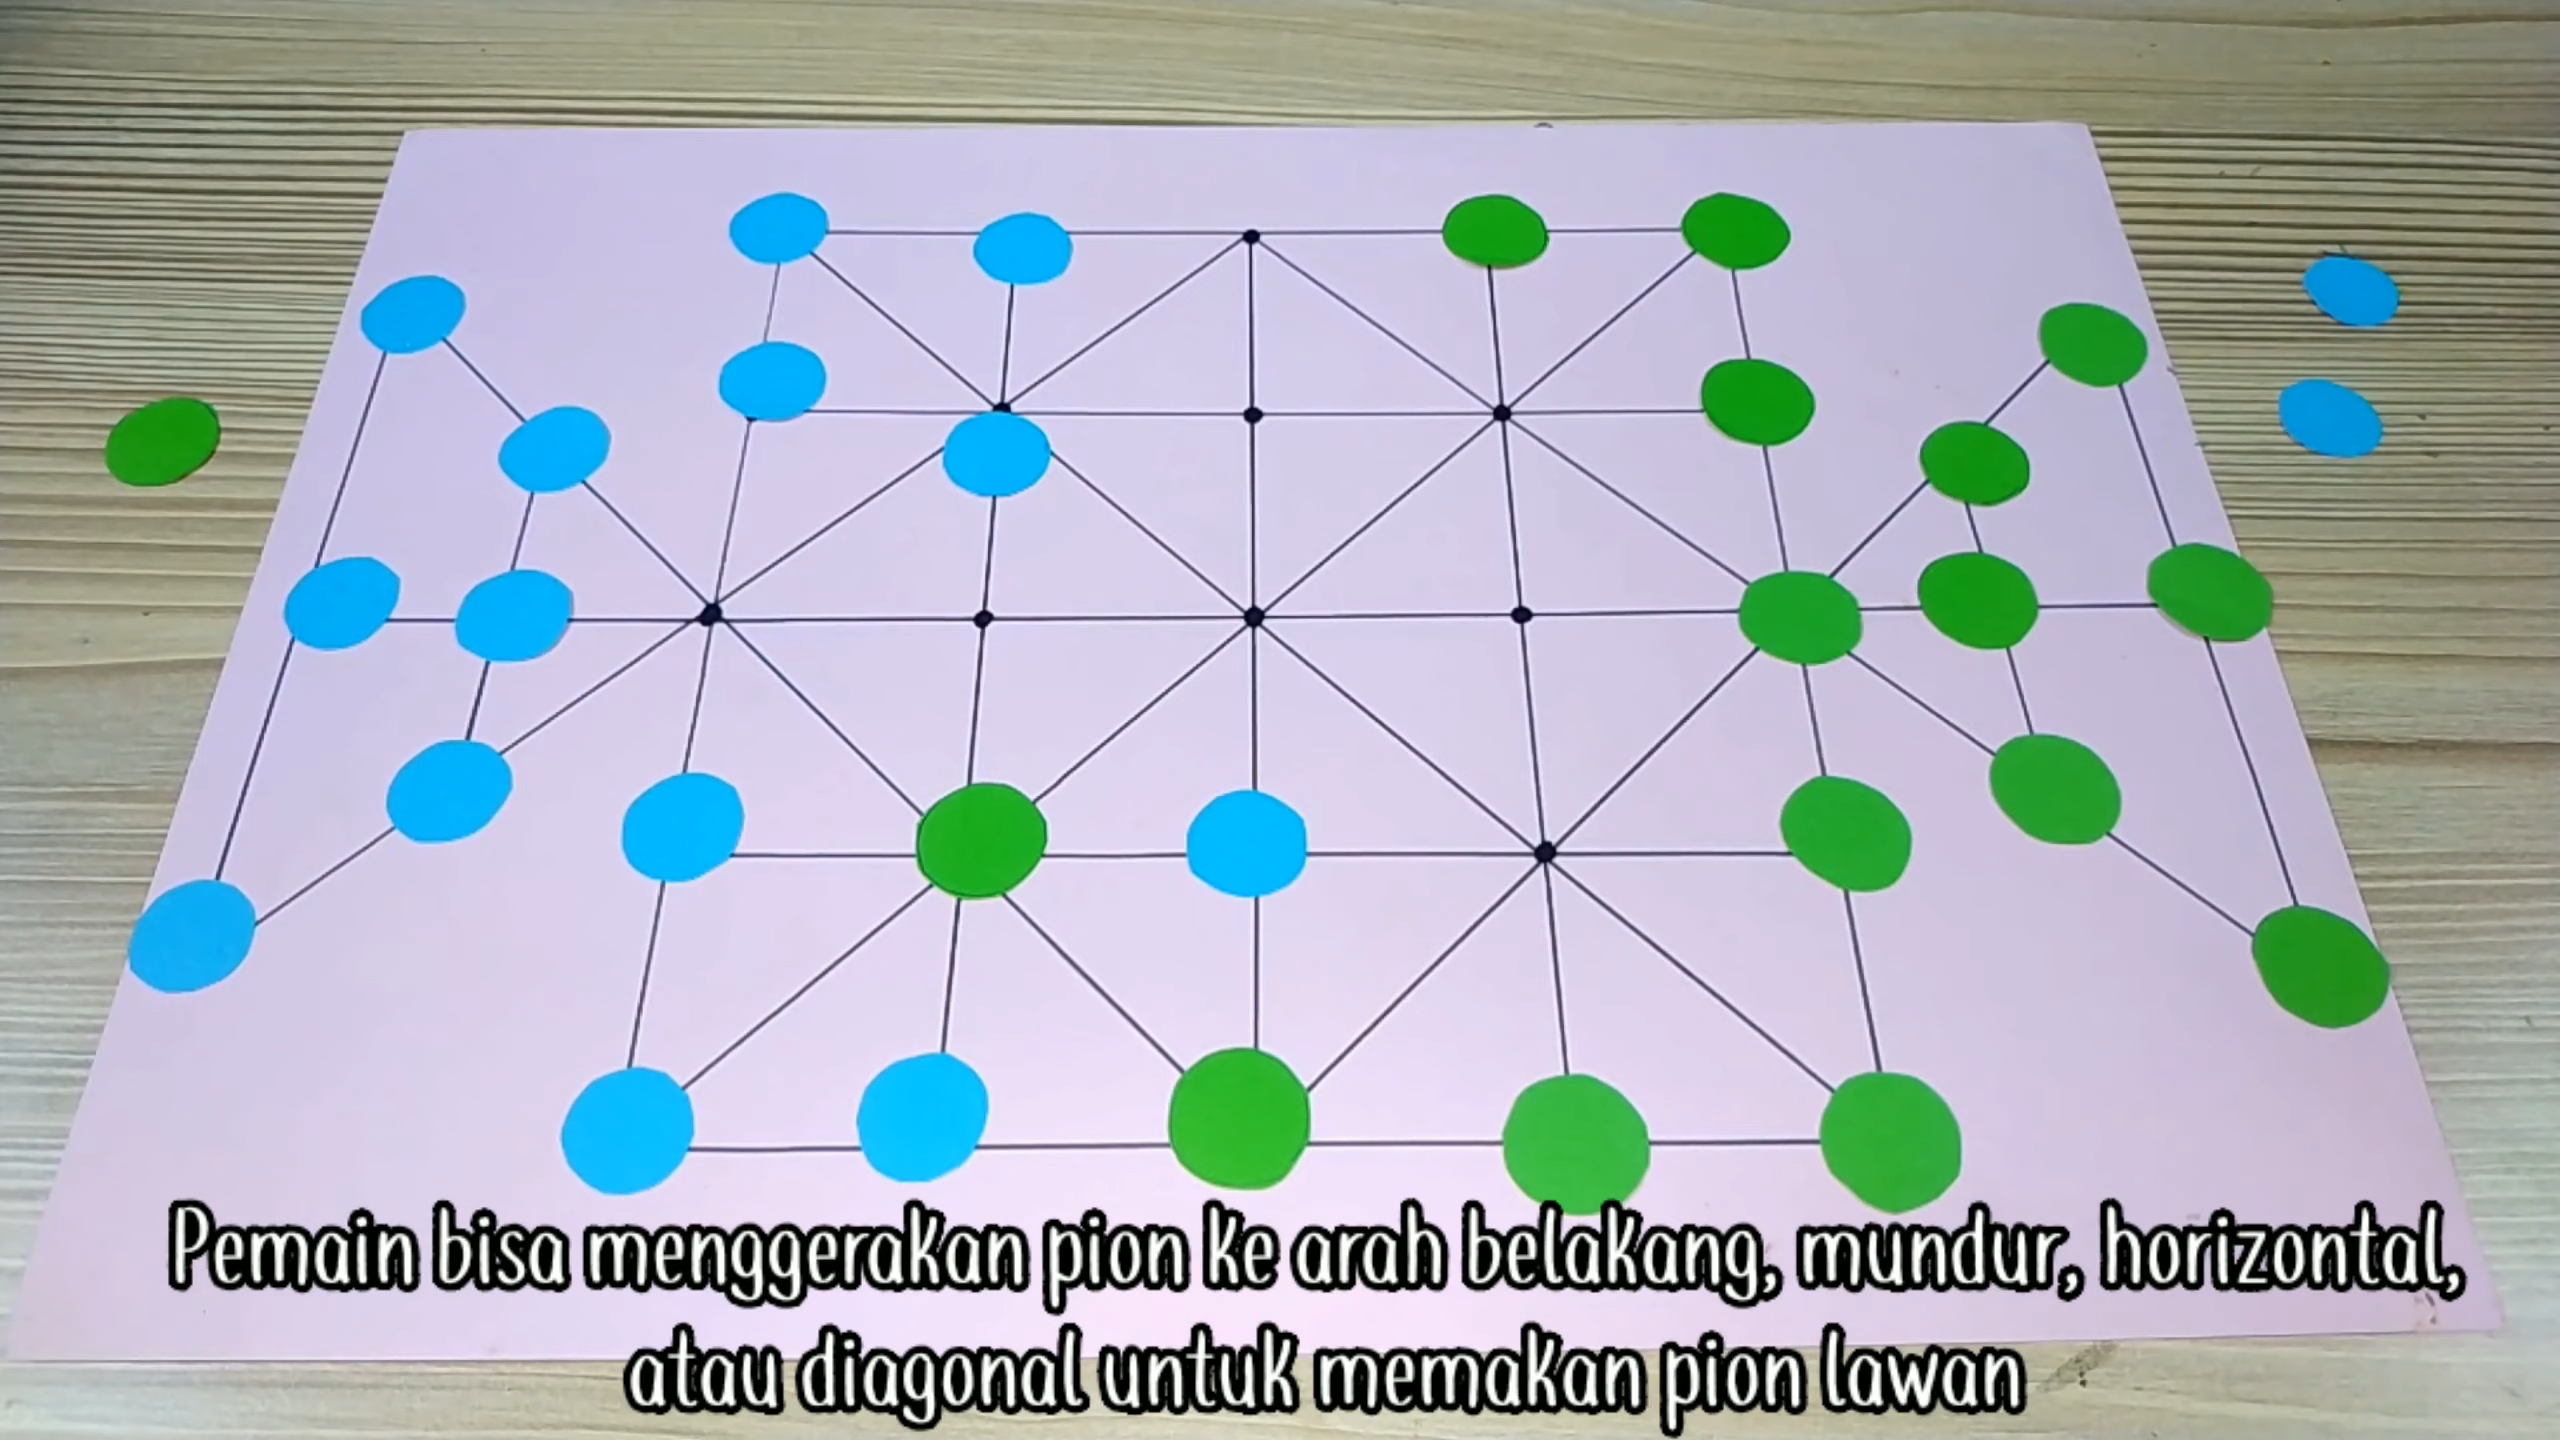 Pemain bisa menggerakan pion ke arah belakang, mundur, horizontal,
atau diagonal untuk memakan pion lawan